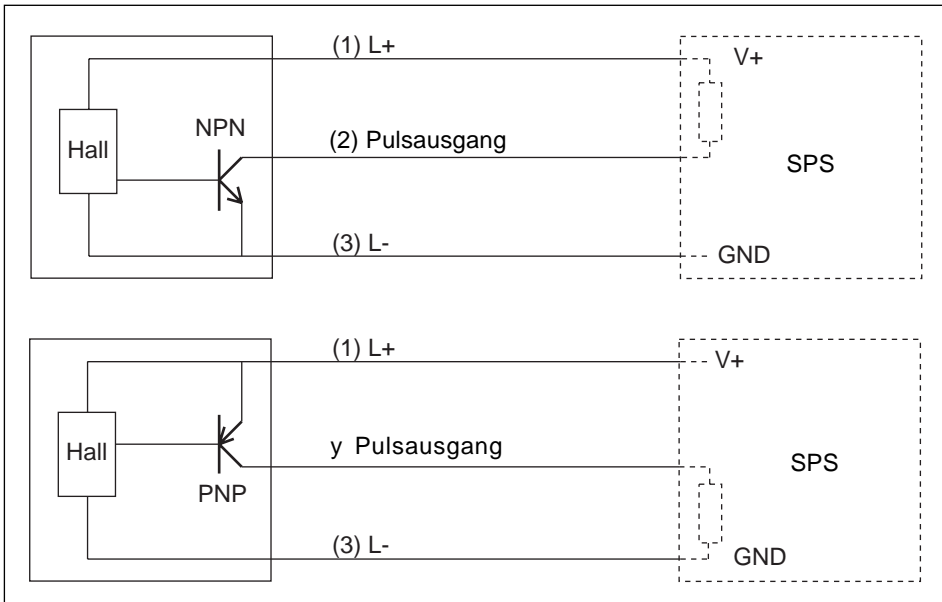 (1) L+
V+
NPN
Hall
(2) Pulsausgang
SPS
(3) L-
GND
(1) L+
V+
y Pulsausgang
Hall
SPS
PNP
(3) L-
GND